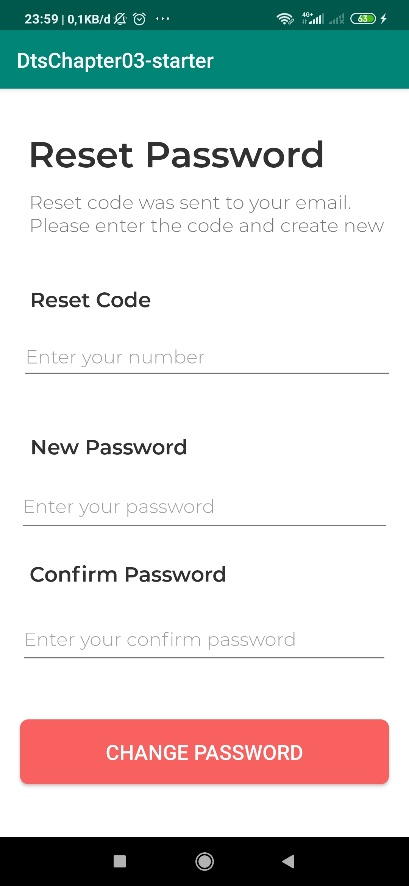 23:59 | 0,1KB/d ... 4G+ 63
DtsChapter03-starter
Reset Password
Reset code was sent to your email.
Please enter the code and create new
Reset Code
Enter your number
New Password
Enter your password
Confirm Password
Enter your confirm password
CHANGE PASSWORD